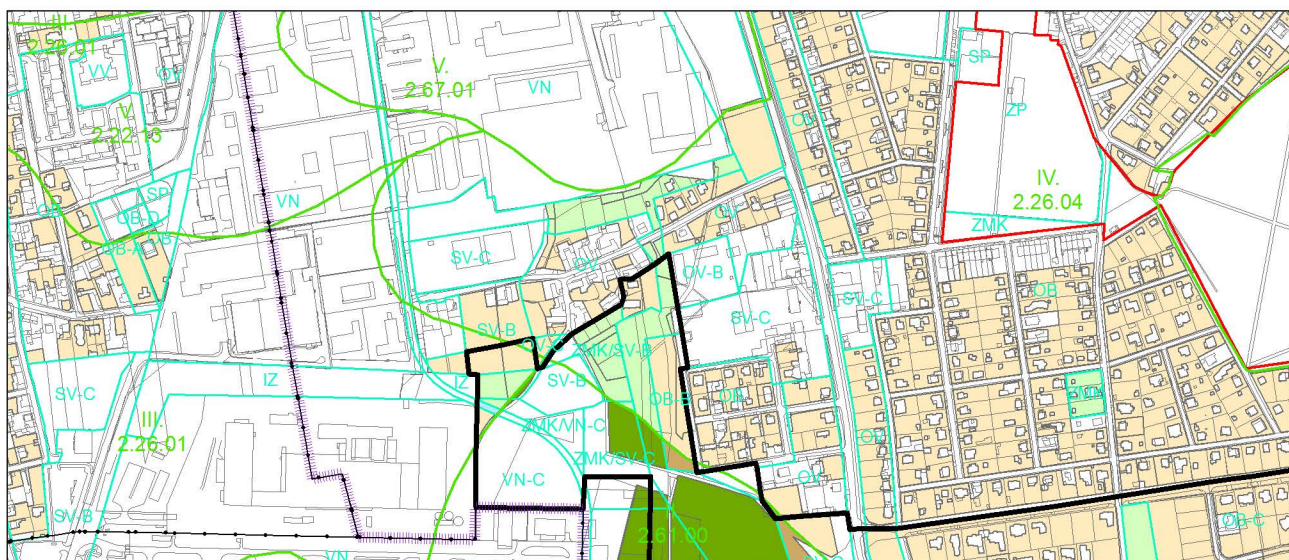 III.
2.26.01
VV
OV
V.
2.22.13
V.
2.67.01
VN
SP
OV
ZP
IV.
2.26.04
ZMK
OB
SP
OB-D
OB
OB-A
VN
OV
SV-C
OV
OV-B
SV-C
SV-C
OB
SV-B
ZMK/SV-B
SV-B
IZ
IZ
SV-C
OB-B
OB
ZMK
III.
2.26.01
ZMK/VN-C
ZMK/SV-C
OV
VN-C
OV
SV-B
2.61.00
OB-C
VN